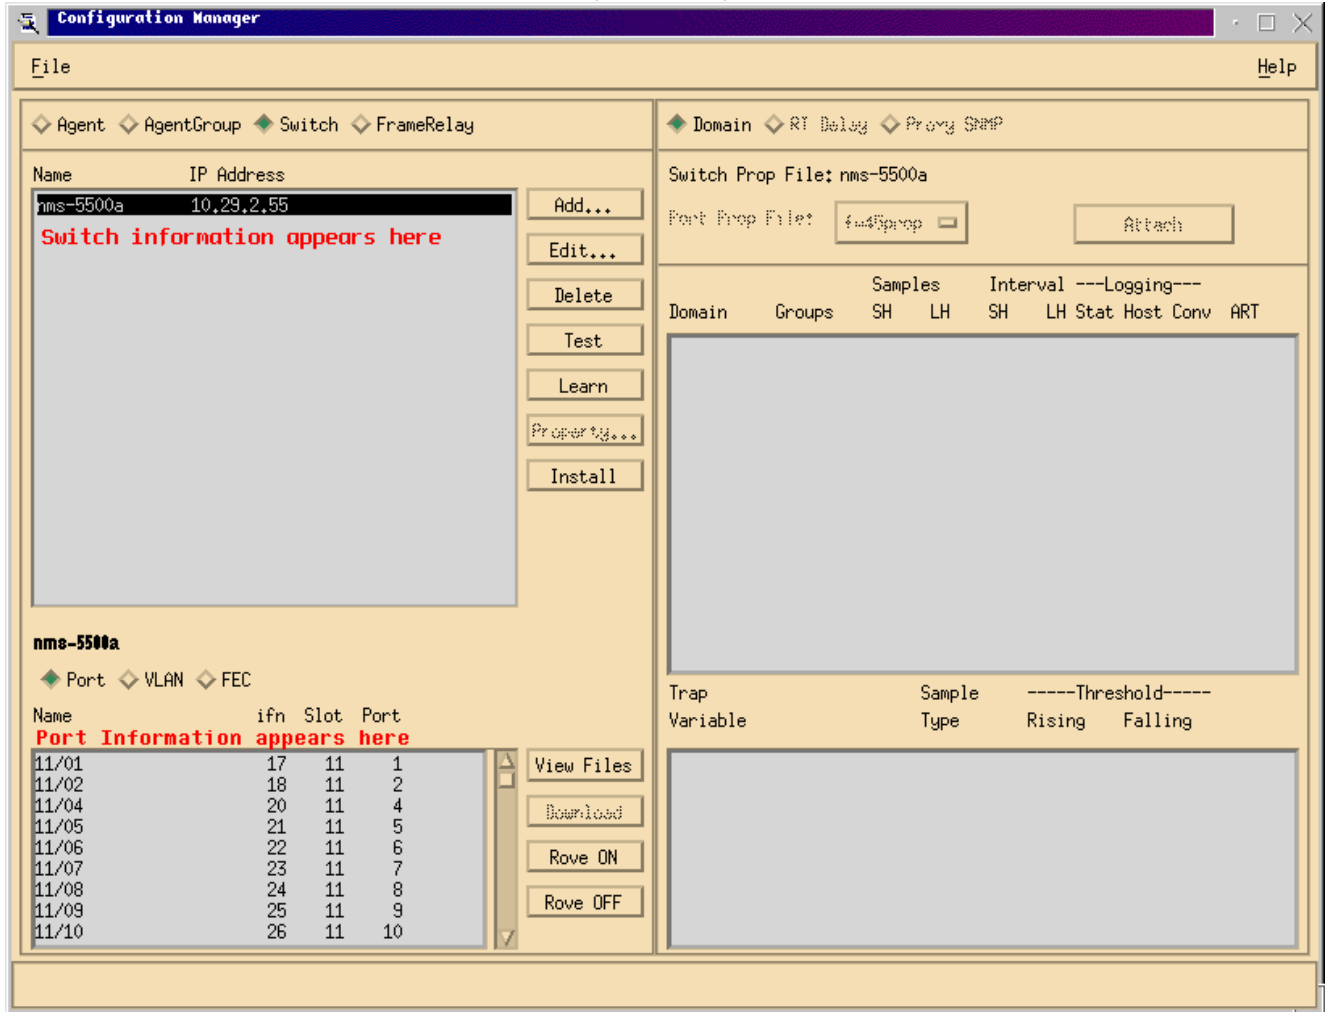 Configuration Manager
File Help
Agent AgentGroup Switch FrameRelay
Name IP Address
nms-5500a 10.29.2.55
Switch information appears here
Add...
Edit...
Delete
Test
Learn
Property...
Install
nms-5500a
Port VLAN FEC
Name ifn Slot Port
Port Information appears here
11/01 17 11 1
11/02 18 11 2
11/04 20 11 4
11/05 21 11 5
11/06 22 11 6
11/07 23 11 7
11/08 24 11 8
11/09 25 11 9
11/10 26 11 10
View Files
Download
Rove ON
Rove OFF
Domain RT Delay Proxy SNMP
Switch Prop File: nms-5500a
Port Prop File: Attach
Samples Interval ---Logging---
Domain Groups SH LH SH LH Stat Host Conv ART
Trap Sample -----Threshold-----
Variable Type Rising Falling